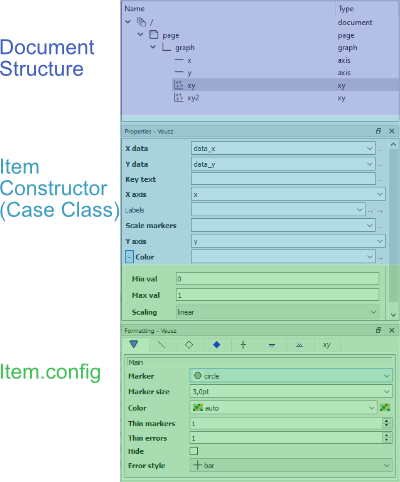 Document
Structure
Name Type
/ document
page page
graph graph
x axis
y axis
xy xy
xy2 xy
Item
Constructor
(Case Class)
Properties - Veusz
X data data_x
Y data data_y
Key text
X axis x
Labels
Scale markers
Y axis y
- Color
Min val 0
Max val 1
Scaling linear
Item.config
Formatting - Veusz
xy
Main
Marker circle
Marker size 3,0pt
Color auto
Thin markers 1
Thin errors 1
Hide
Error style bar